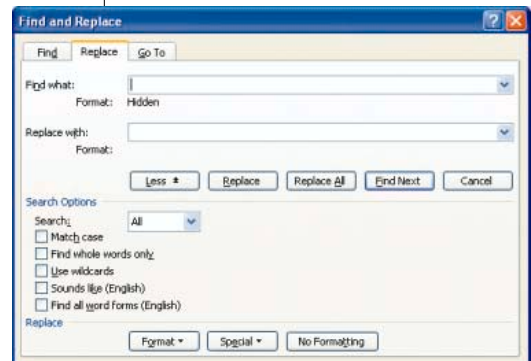 Find and Replace
Find Replace Go To
Find what:
Format: Hidden
Replace with:
Format:
Less Replace Replace All Find Next Cancel
Search Options
Search: All
Match case
Find whole words only
Use wildcards
Sounds like (English)
Find all word forms (English)
Replace
Format Special No Formatting